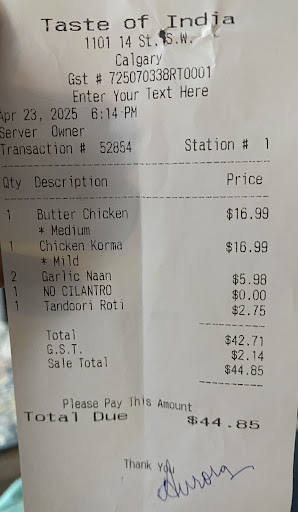 Taste of India
1101 14 St. S.W.
Calgary
Gst # 725070338RT0001
Enter Your Text Here
Apr 23, 2025 6:14 PM
Server Owner
Transaction # 52854 Station # 1
Qty Description Price
1 Butter Chicken $16.99
* Medium
1 Chicken Korma $16.99
* Mild
2 Garlic Naan $5.98
1 NO CILANTRO $0.00
1 Tandoori Roti $2.75
Total $42.71
G.S.T. $2.14
Sale Total $44.85
Please Pay This Amount
Total Due $44.85
Thank You